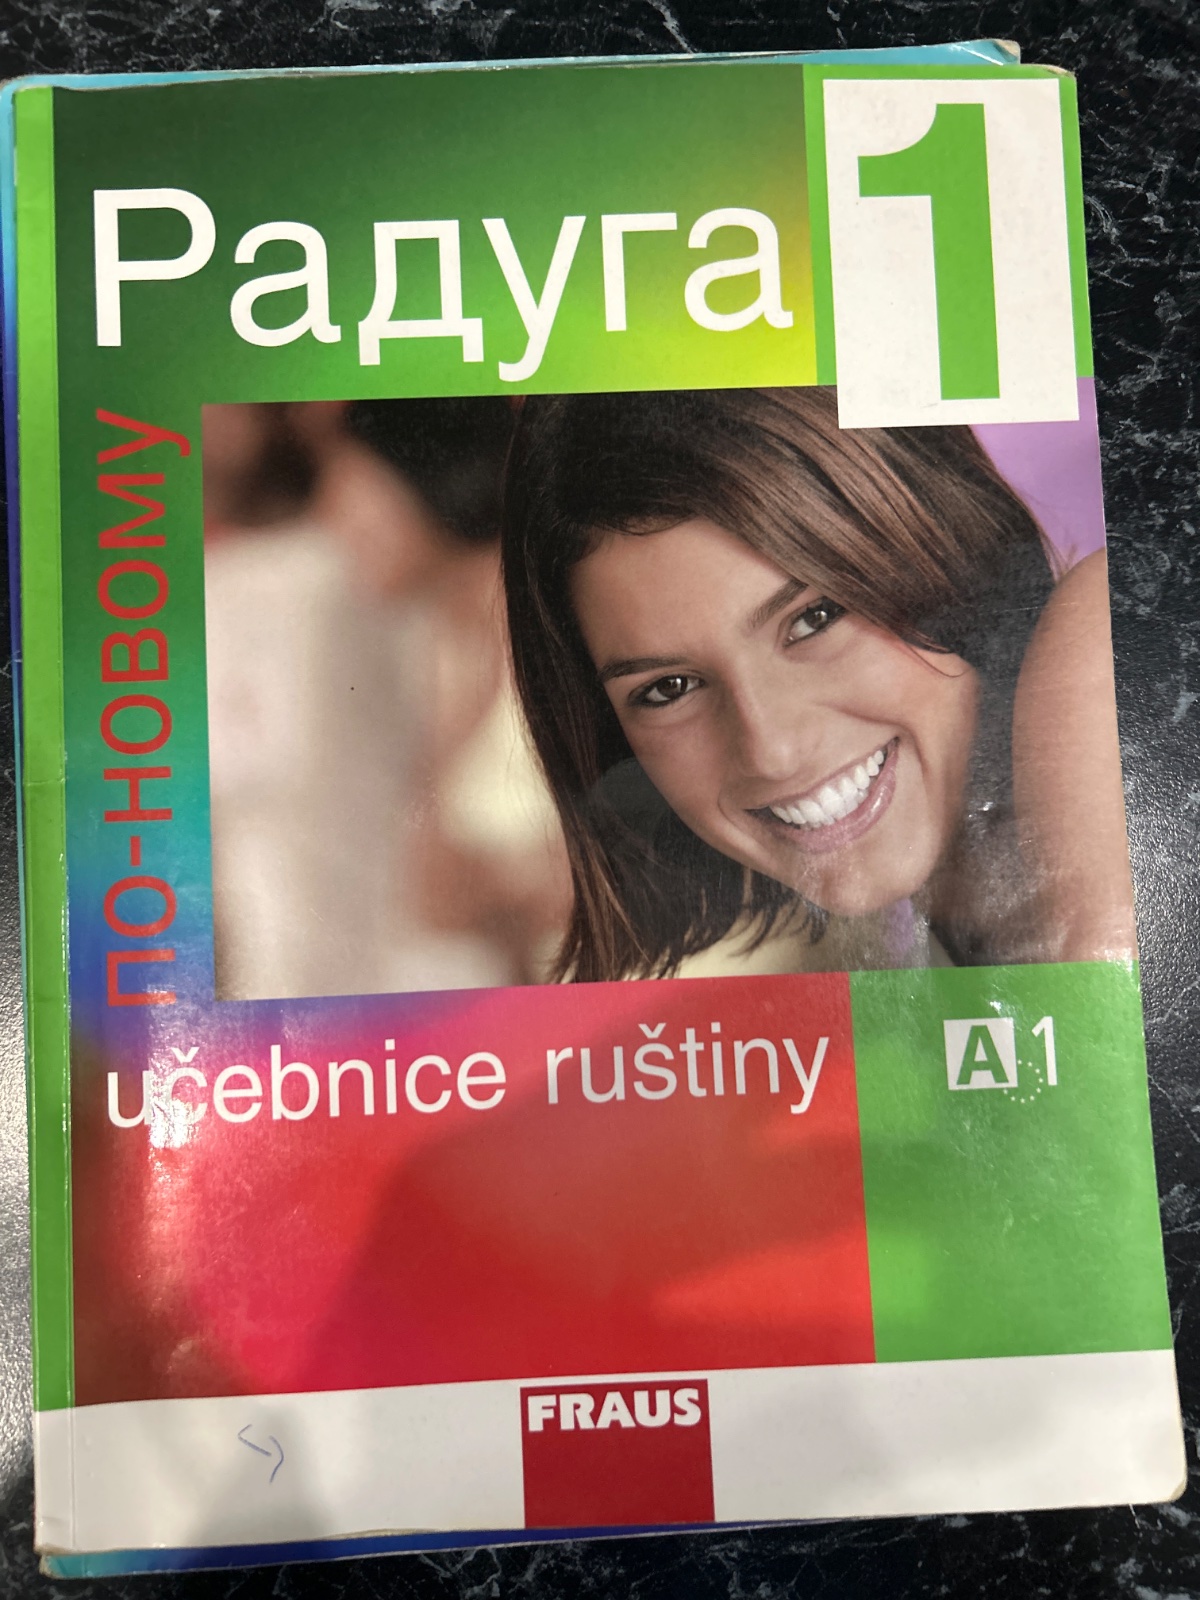 Радуга
1
по-новому
učebnice ruštiny
A1
FRAUS